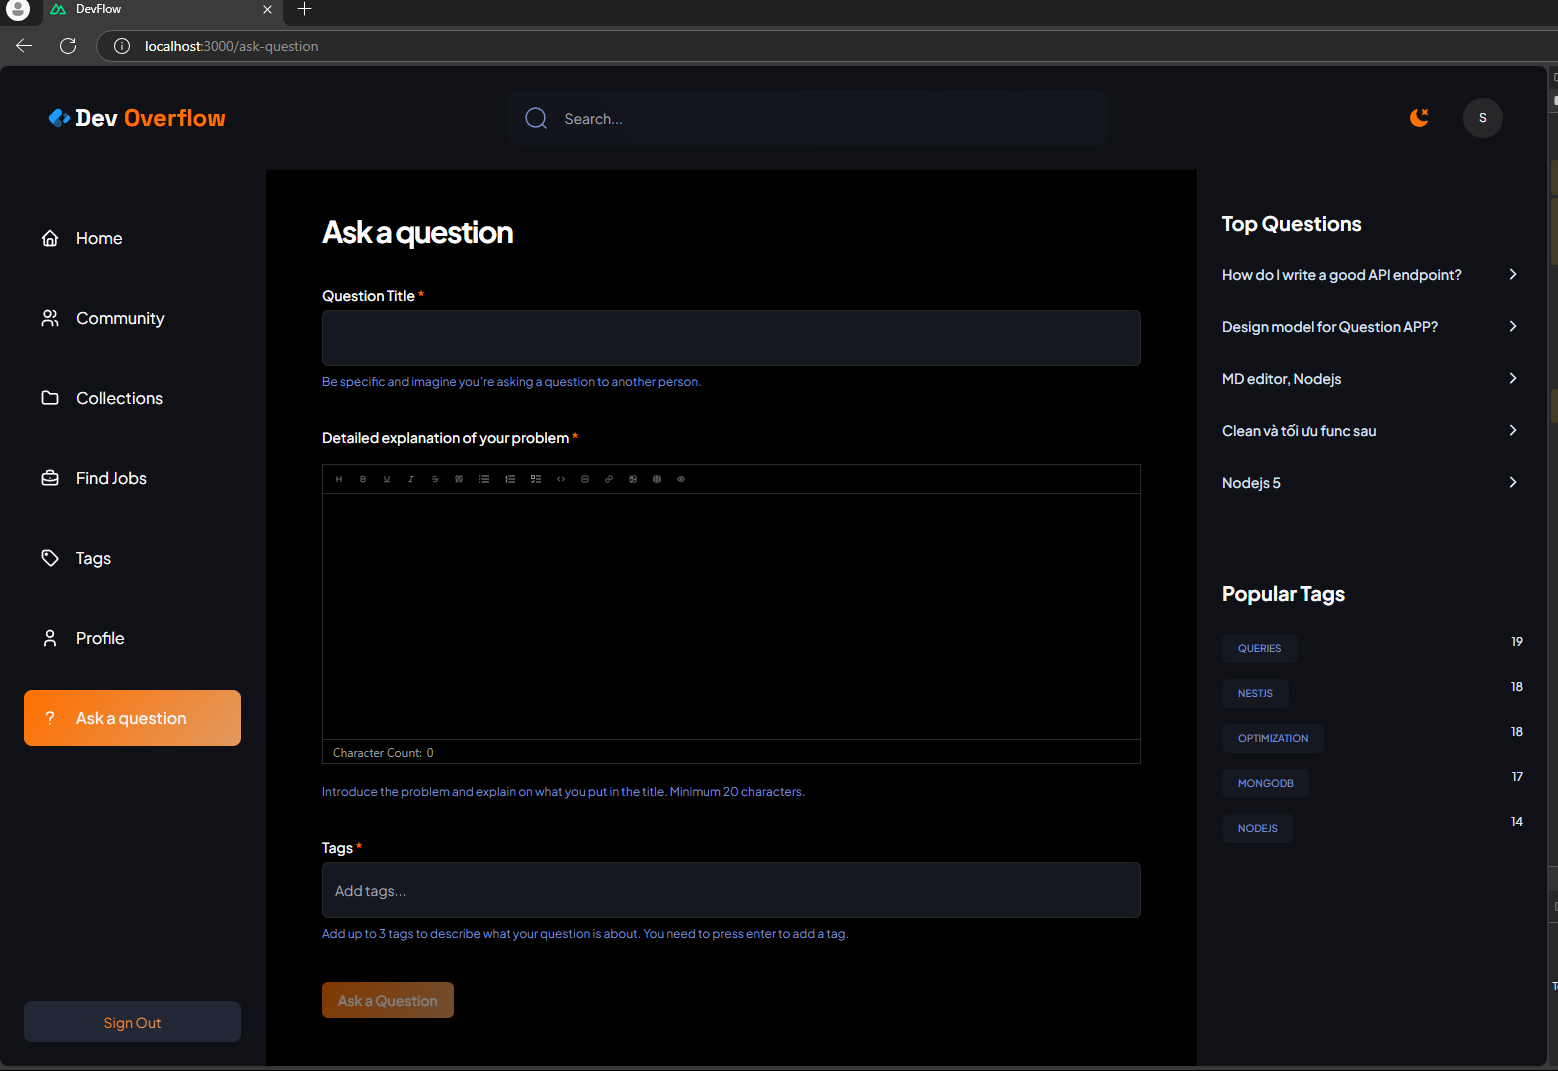 DevFlow
localhost:3000/ask-question
Dev Overflow
Search...
S
Home
Community
Collections
Find Jobs
Tags
Profile
? Ask a question
Sign Out
Ask a question
Question Title *
Be specific and imagine you're asking a question to another person.
Detailed explanation of your problem *
H B U I S
Character Count: 0
Introduce the problem and explain on what you put in the title. Minimum 20 characters.
Tags *
Add tags...
Add up to 3 tags to describe what your question is about. You need to press enter to add a tag.
Ask a Question
Top Questions
How do I write a good API endpoint?
Design model for Question APP?
MD editor, Nodejs
Clean và tối ưu func sau
Nodejs 5
Popular Tags
QUERIES 19
NESTJS 18
OPTIMIZATION 18
MONGODB 17
NODEJS 14